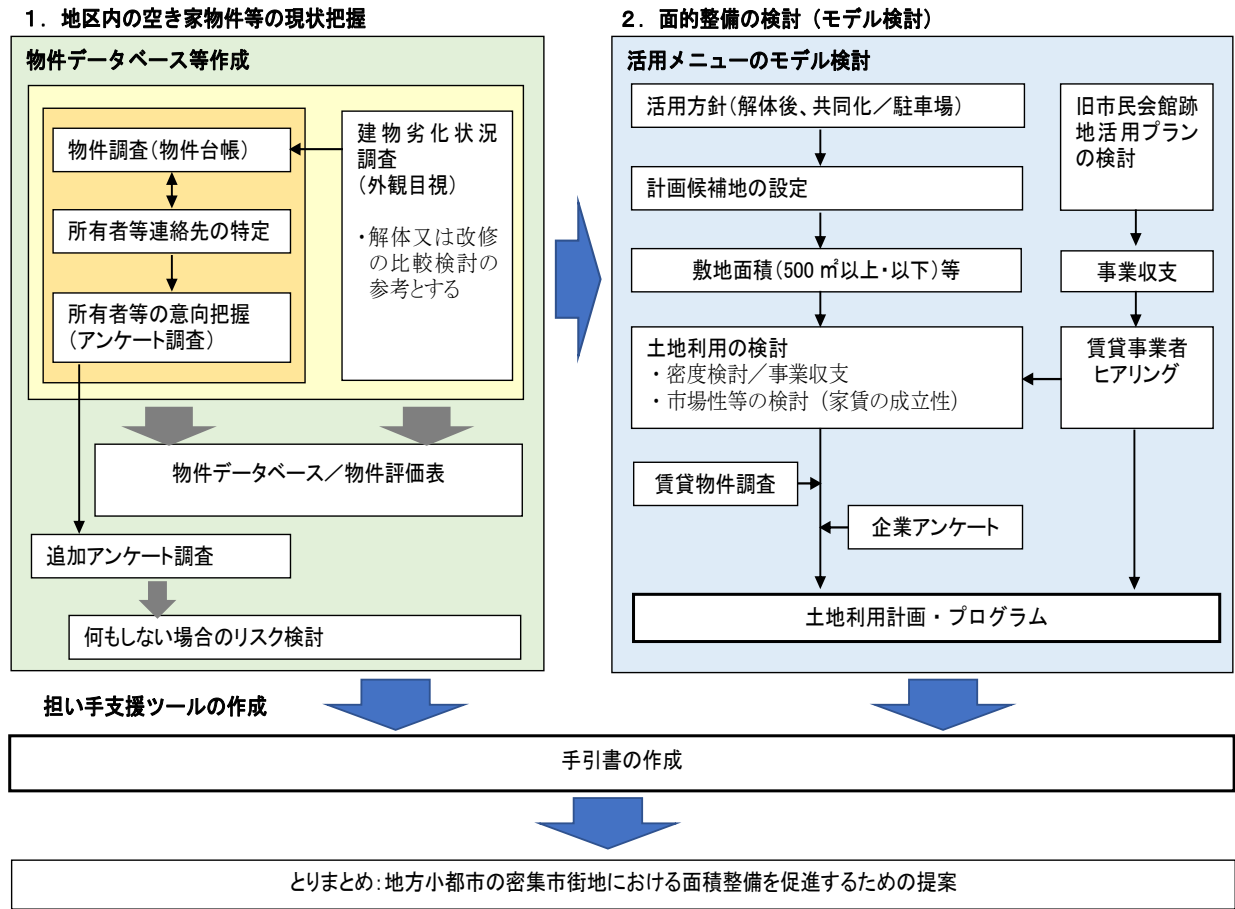 1．地区内の空き家物件等の現状把握
物件データベース等作成
物件調査（物件台帳）
所有者等連絡先の特定
所有者等の意向把握
（アンケート調査）
建物劣化状況
調査
（外観目視）
・解体又は改修
の比較検討の
参考とする
物件データベース／物件評価表
追加アンケート調査
何もしない場合のリスク検討
2．面的整備の検討（モデル検討）
活用メニューのモデル検討
活用方針（解体後、共同化／駐車場）
計画候補地の設定
敷地面積（500 ㎡以上・以下）等
土地利用の検討
・密度検討／事業収支
・市場性等の検討（家賃の成立性）
旧市民会館跡
地活用プラン
の検討
事業収支
賃貸事業者
ヒアリング
賃貸物件調査
企業アンケート
土地利用計画・プログラム
担い手支援ツールの作成
手引書の作成
とりまとめ：地方小都市の密集市街地における面積整備を促進するための提案